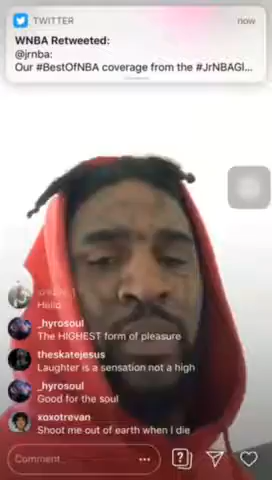 TWITTER
now
WNBA Retweeted:
@jrnba:
Our #BestOfNBA coverage from the #JrNBAGl...
Hello
_hyrosoul
The HIGHEST form of pleasure
theskatejesus
Laughter is a sensation not a high
_hyrosoul
Good for the soul
xoxotrevan
Shoot me out of earth when I die
Comment...